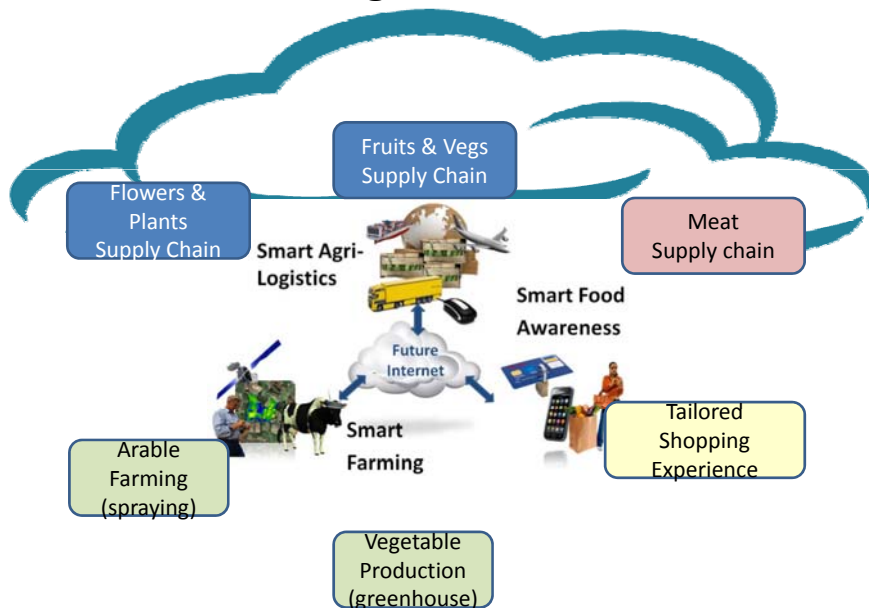 Fruits & Vegs
Supply Chain
Flowers &
Plants
Supply Chain
Meat
Supply chain
Smart Agri-
Logistics
Smart Food
Awareness
Future
Internet
Smart
Farming
Arable
Farming
(spraying)
Tailored
Shopping
Experience
Vegetable
Production
(greenhouse)